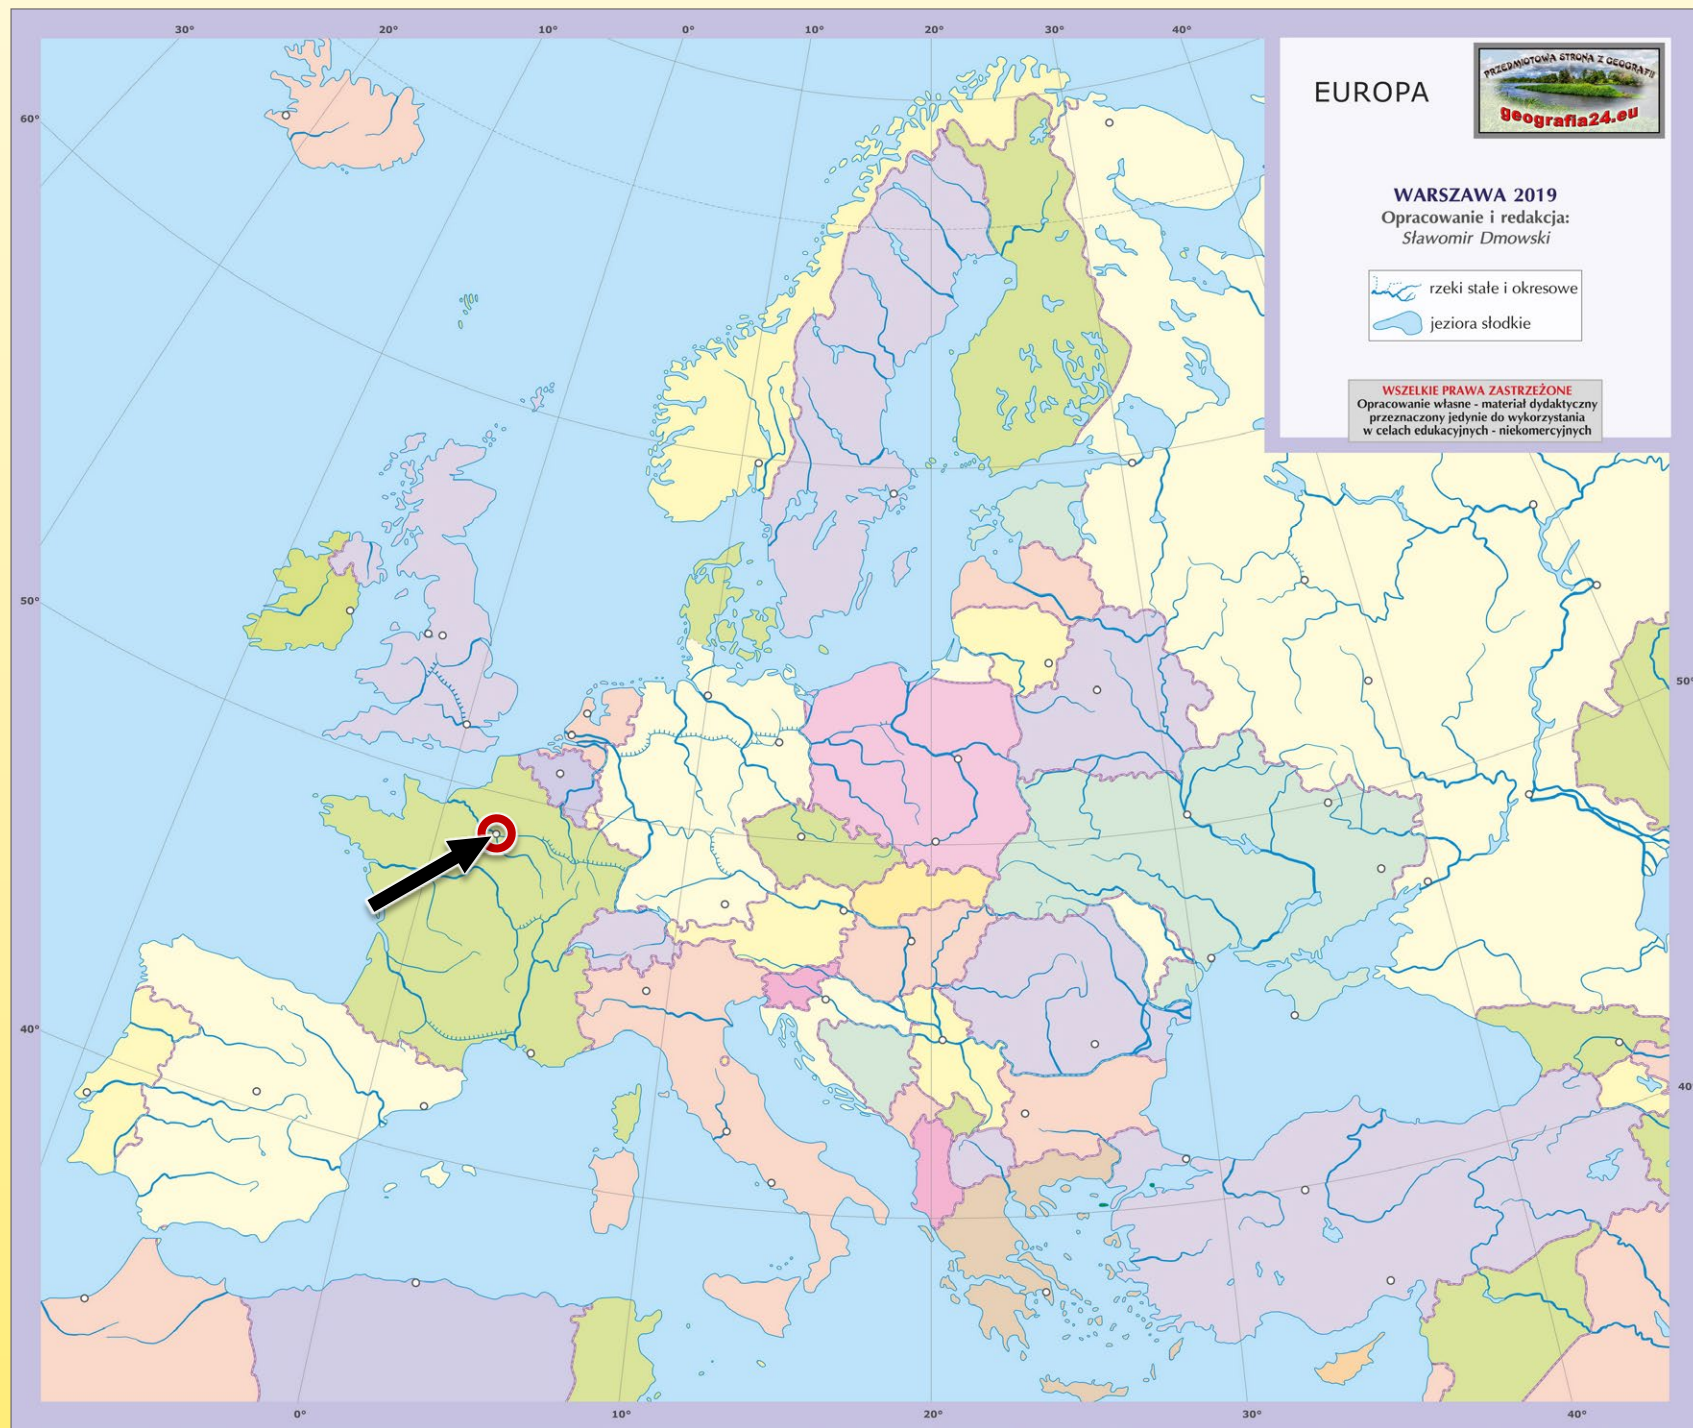 30°
20°
10°
0°
10°
20°
30°
40°
60°
50°
40°
50°
40°
0°
10°
20°
30°
40°
EUROPA
PRZEDMIOTOWA STRONA Z GEOGRAFII
geografia24.eu
WARSZAWA 2019
Opracowanie i redakcja:
Sławomir Dmowski
rzeki stałe i okresowe
jeziora słodkie
WSZELKIE PRAWA ZASTRZEŻONE
Opracowanie własne - materiał dydaktyczny
przeznaczony jedynie do wykorzystania
w celach edukacyjnych - niekomercyjnych